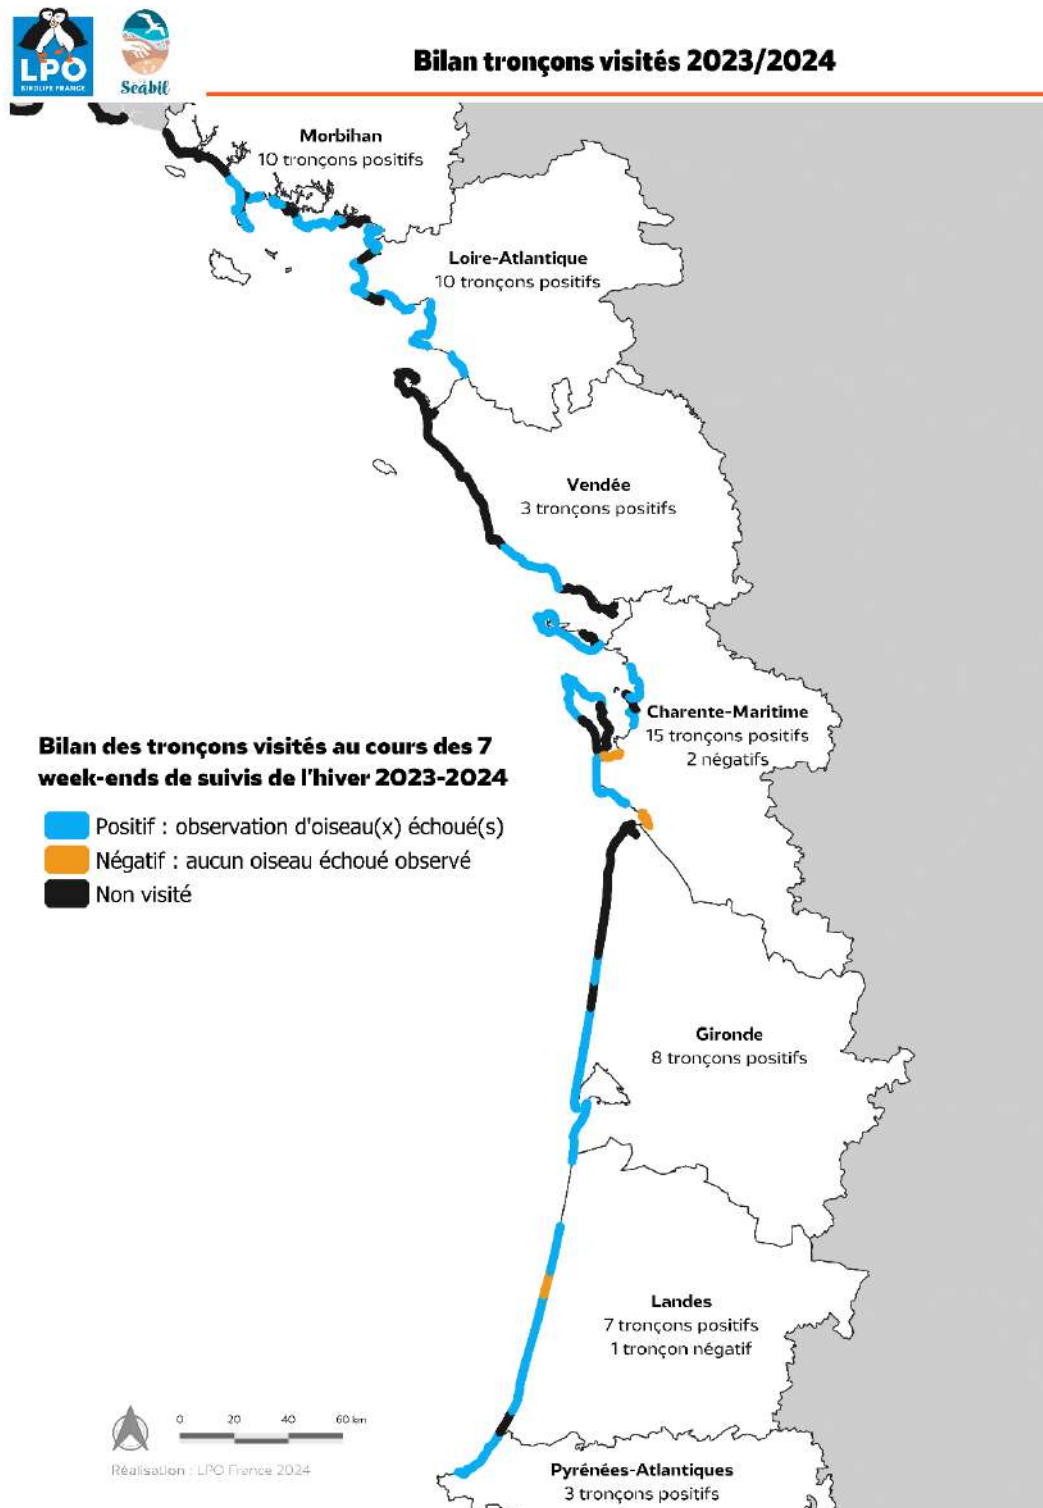 LPO
BIRDLIFE FRANCE
Seabil
Bilan tronçons visités 2023/2024
Morbihan
10 tronçons positifs
Loire-Atlantique
10 tronçons positifs
Vendée
3 tronçons positifs
Charente-Maritime
15 tronçons positifs
2 négatifs
Bilan des tronçons visités au cours des 7
week-ends de suivis de l'hiver 2023-2024
Positif : observation d'oiseau(x) échoué(s)
Négatif : aucun oiseau échoué observé
Non visité
Gironde
8 tronçons positifs
Landes
7 tronçons positifs
1 tronçon négatif
0 20 40 60 km
Réalisation : LPO France 2024
Pyrénées-Atlantiques
3 tronçons positifs